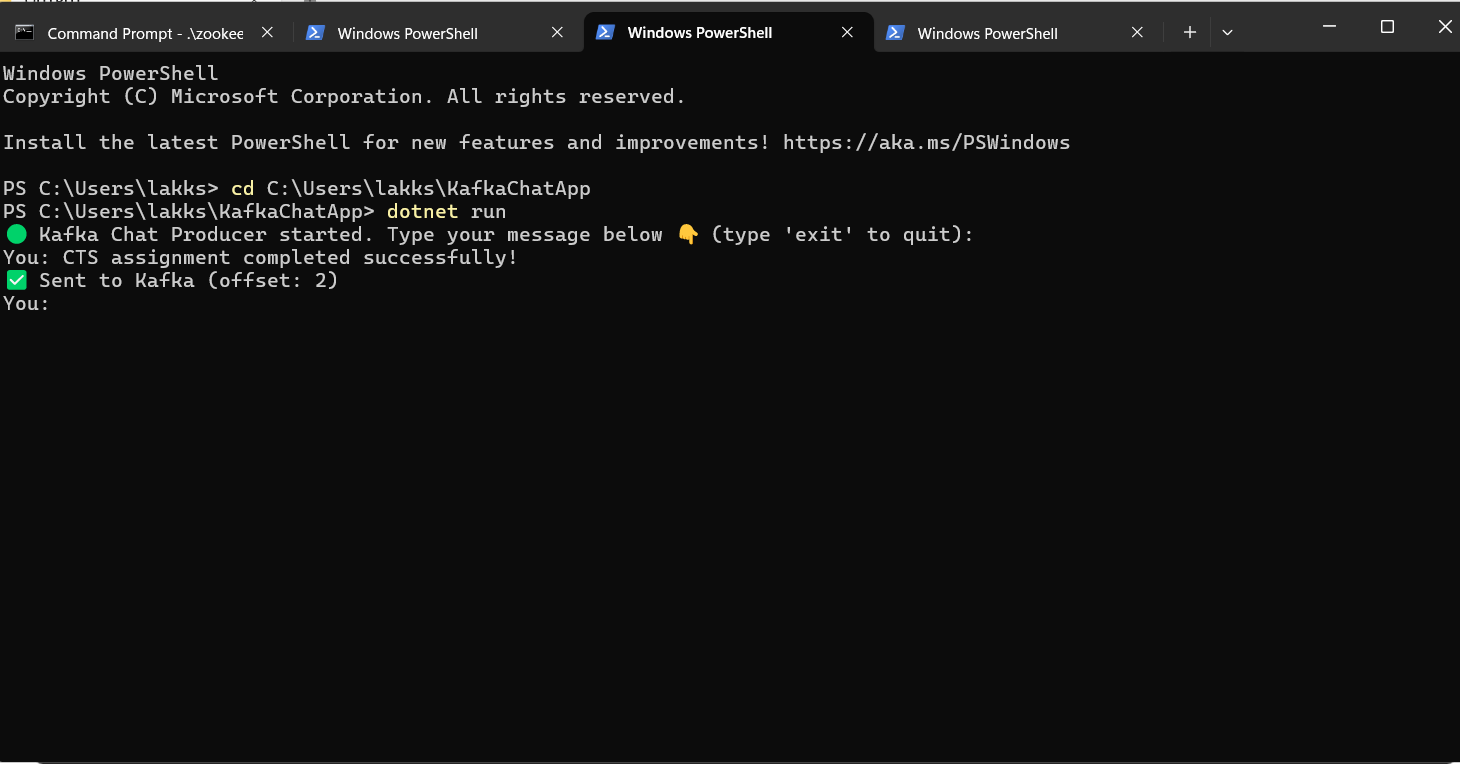 Command Prompt - .\zookee
Windows PowerShell
Windows PowerShell
Windows PowerShell
Windows PowerShell
Copyright (C) Microsoft Corporation. All rights reserved.
Install the latest PowerShell for new features and improvements! https://aka.ms/PSWindows
PS C:\Users\lakks> cd C:\Users\lakks\KafkaChatApp
PS C:\Users\lakks\KafkaChatApp> dotnet run
🟢 Kafka Chat Producer started. Type your message below 👇 (type 'exit' to quit):
You: CTS assignment completed successfully!
✅ Sent to Kafka (offset: 2)
You: